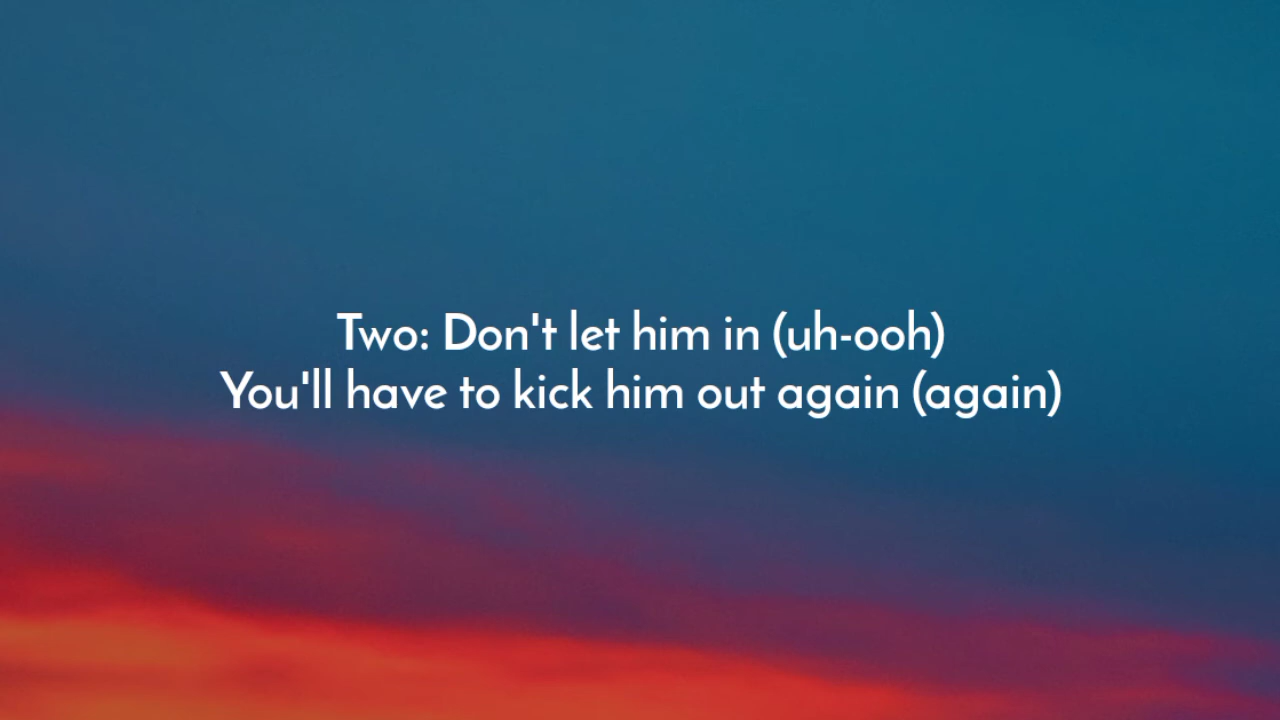 Two: Don't let him in (uh-ooh)
You'll have to kick him out again (again)